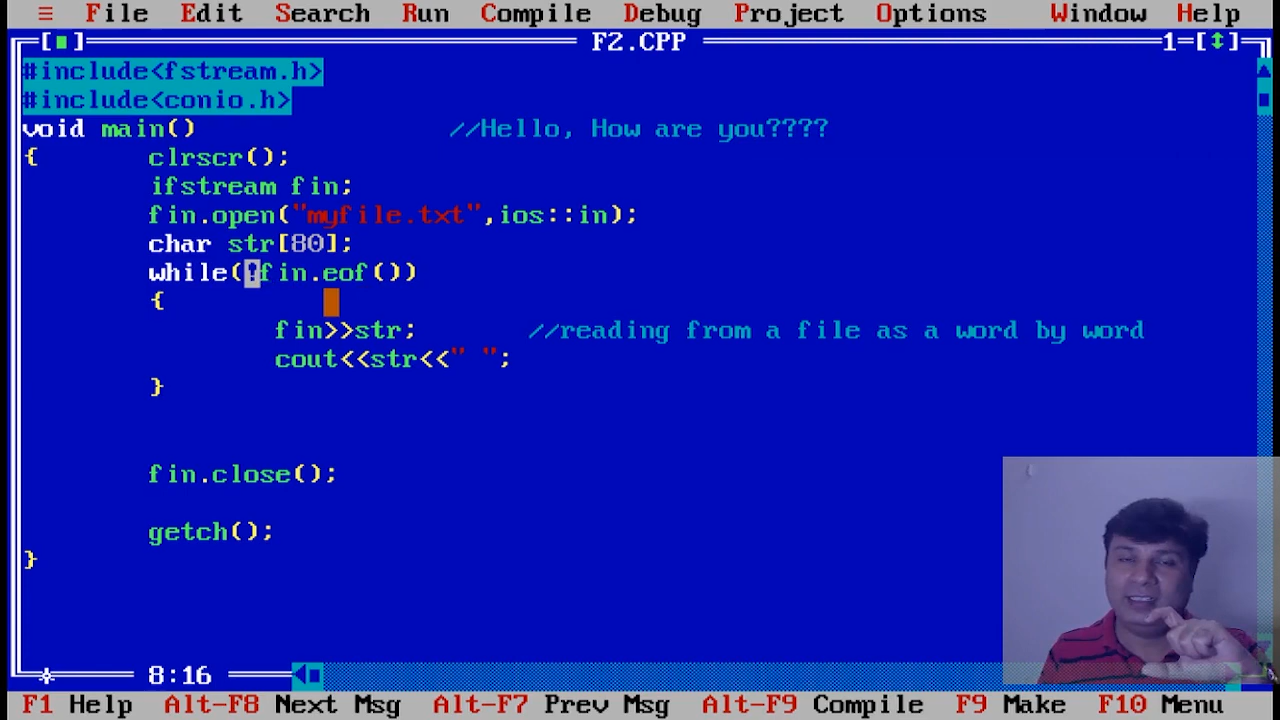 ≡ File Edit Search Run Compile Debug Project Options Window Help
F2.CPP 1
#include<fstream.h>
#include<conio.h>
void main() //Hello, How are you????
{ clrscr();
ifstream fin;
fin.open("myfile.txt",ios::in);
char str[80];
while(!fin.eof())
{
fin>>str; //reading from a file as a word by word
cout<<str<<" ";
}
fin.close();
getch();
}
8:16
F1 Help Alt-F8 Next Msg Alt-F7 Prev Msg Alt-F9 Compile F9 Make F10 Menu